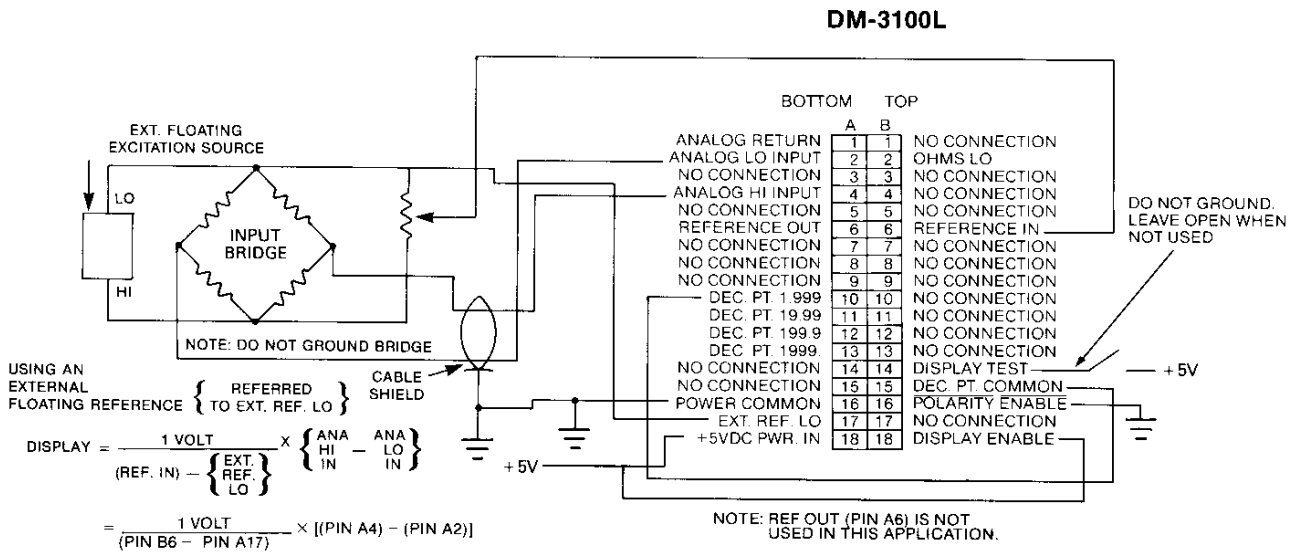 DM-3100L
BOTTOM TOP
A B
EXT. FLOATING
EXCITATION SOURCE
LO
HI
INPUT
BRIDGE
NOTE: DO NOT GROUND BRIDGE
CABLE
SHIELD
ANALOG RETURN 1 1 NO CONNECTION
ANALOG LO INPUT 2 2 OHMS LO
NO CONNECTION 3 3 NO CONNECTION
ANALOG HI INPUT 4 4 NO CONNECTION
NO CONNECTION 5 5 NO CONNECTION
REFERENCE OUT 6 6 REFERENCE IN
NO CONNECTION 7 7 NO CONNECTION
NO CONNECTION 8 8 NO CONNECTION
NO CONNECTION 9 9 NO CONNECTION
DEC. PT. 1.999 10 10 NO CONNECTION
DEC. PT. 19.99 11 11 NO CONNECTION
DEC. PT. 199.9 12 12 NO CONNECTION
DEC. PT. 1999. 13 13 NO CONNECTION
NO CONNECTION 14 14 DISPLAY TEST
NO CONNECTION 15 15 DEC. PT. COMMON
POWER COMMON 16 16 POLARITY ENABLE
EXT. REF. LO 17 17 NO CONNECTION
+5VDC PWR. IN 18 18 DISPLAY ENABLE
DO NOT GROUND.
LEAVE OPEN WHEN
NOT USED
+5V
+5V
USING AN
EXTERNAL
FLOATING REFERENCE { REFERRED
TO EXT. REF. LO }
DISPLAY = 1 VOLT
(REF. IN) – { EXT.
REF.
LO }
× { ANA
HI
IN – ANA
LO
IN }
= 1 VOLT
(PIN B6 – PIN A17) × [(PIN A4) – (PIN A2)]
NOTE: REF OUT (PIN A6) IS NOT
USED IN THIS APPLICATION.